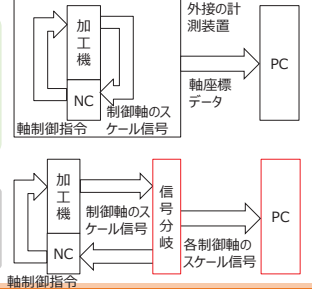 外接の計
測装置
加
工
機
NC
制御軸のス
ケール信号
軸制御指令
軸座標
データ
PC
加
工
機
NC
制御軸のス
ケール信号
軸制御指令
信
号
分
岐
各制御軸の
スケール信号
PC